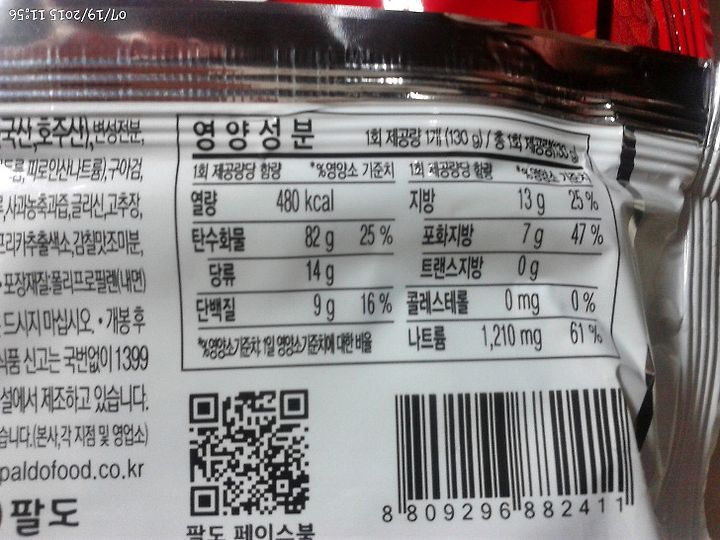 07/19/2015 11:56
국산,호주산),변성전분,
피로인산나트륨),구아검,
사과농축과즙,글리신,고추장,
프리카추출색소,감칠맛조미분,
•포장재질:폴리프로필렌(내면)
드시지 마십시오. • 개봉 후
식품 신고는 국번없이 1399
설에서 제조하고 있습니다.
습니다.(본사,각 지점 및 영업소)
paldofood.co.kr
팔도
영양성분 1회 제공량 1개 (130 g) / 총 1회 제공량(130 g)
1회 제공량당 함량 *%영양소 기준치 1회 제공량당 함량 *%영양소 기준치
열량 480 kcal 지방 13 g 25 %
탄수화물 82 g 25 % 포화지방 7 g 47 %
당류 14 g 트랜스지방 0 g
단백질 9 g 16 % 콜레스테롤 0 mg 0 %
*%영양소기준치: 1일 영양소기준치에 대한 비율 나트륨 1,210 mg 61 %
팔도 페이스북
8 809296 882411